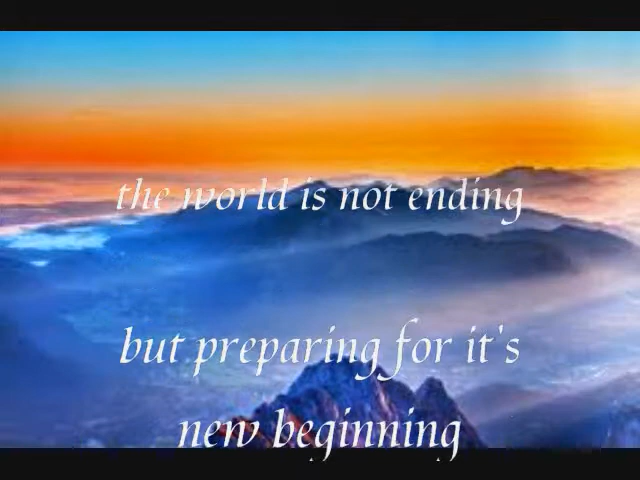 the world is not ending
but preparing for it's
new beginning